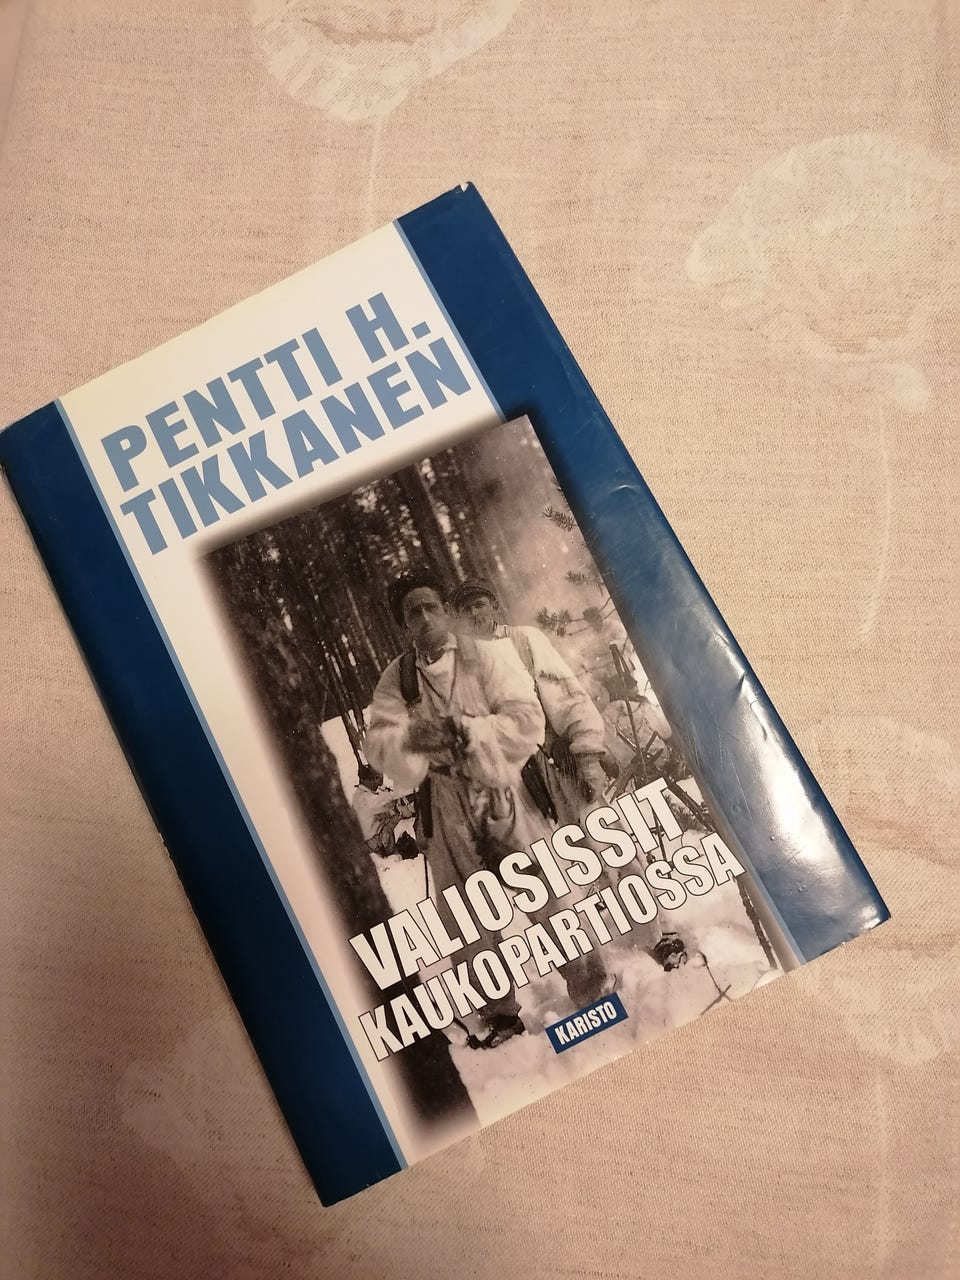 PENTTI H.
TIKKANEN
VALIOSISSIT
KAUKOPARTIOSSA
KARISTO